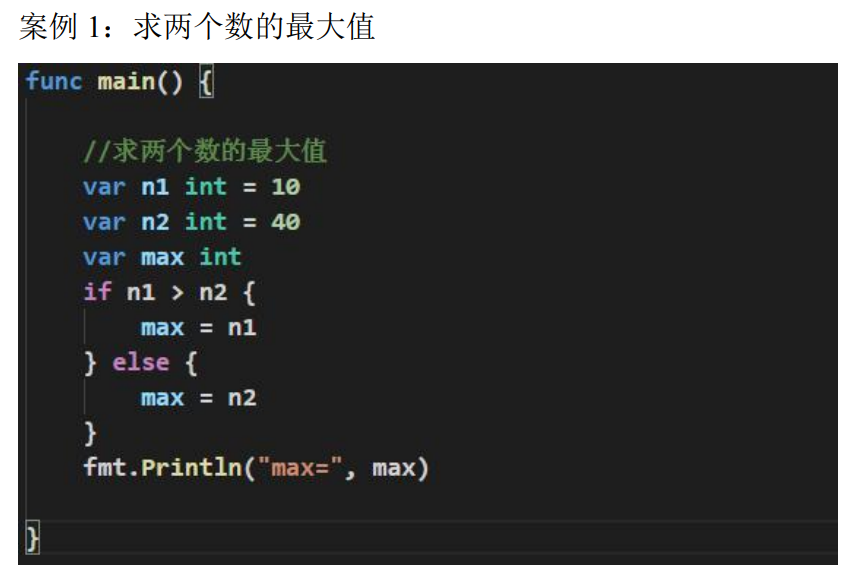 案例 1：求两个数的最大值
func main() {
//求两个数的最大值
var n1 int = 10
var n2 int = 40
var max int
if n1 > n2 {
max = n1
} else {
max = n2
}
fmt.Println("max=", max)
}